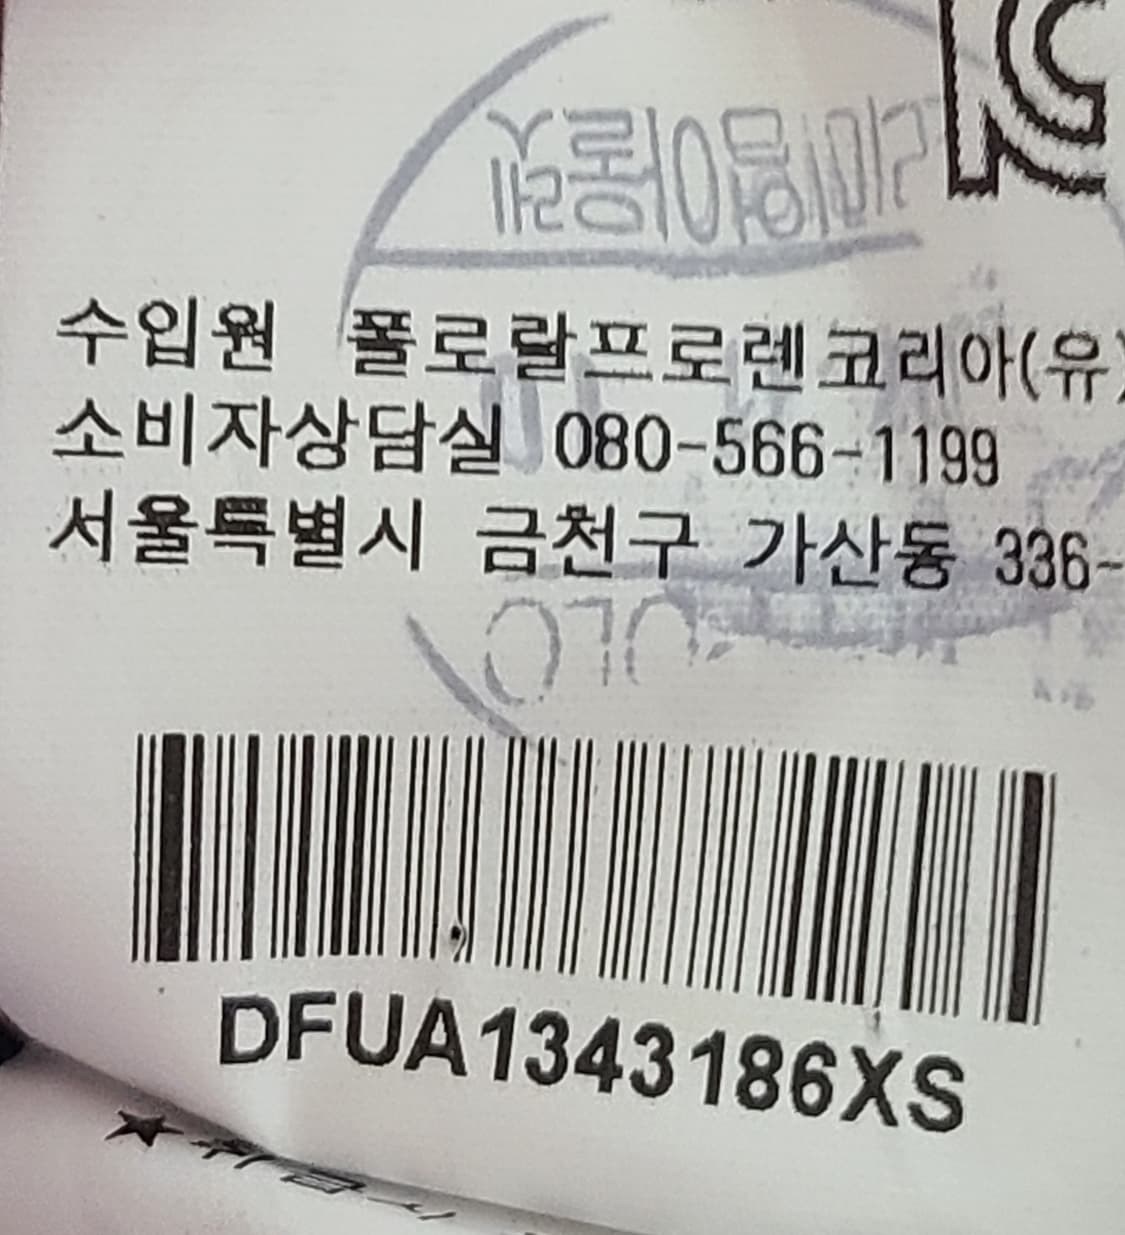 수입원 폴로랄프로렌코리아(유)
소비자상담실 080-566-1199
서울특별시 금천구 가산동 336-
DFUA1343186XS